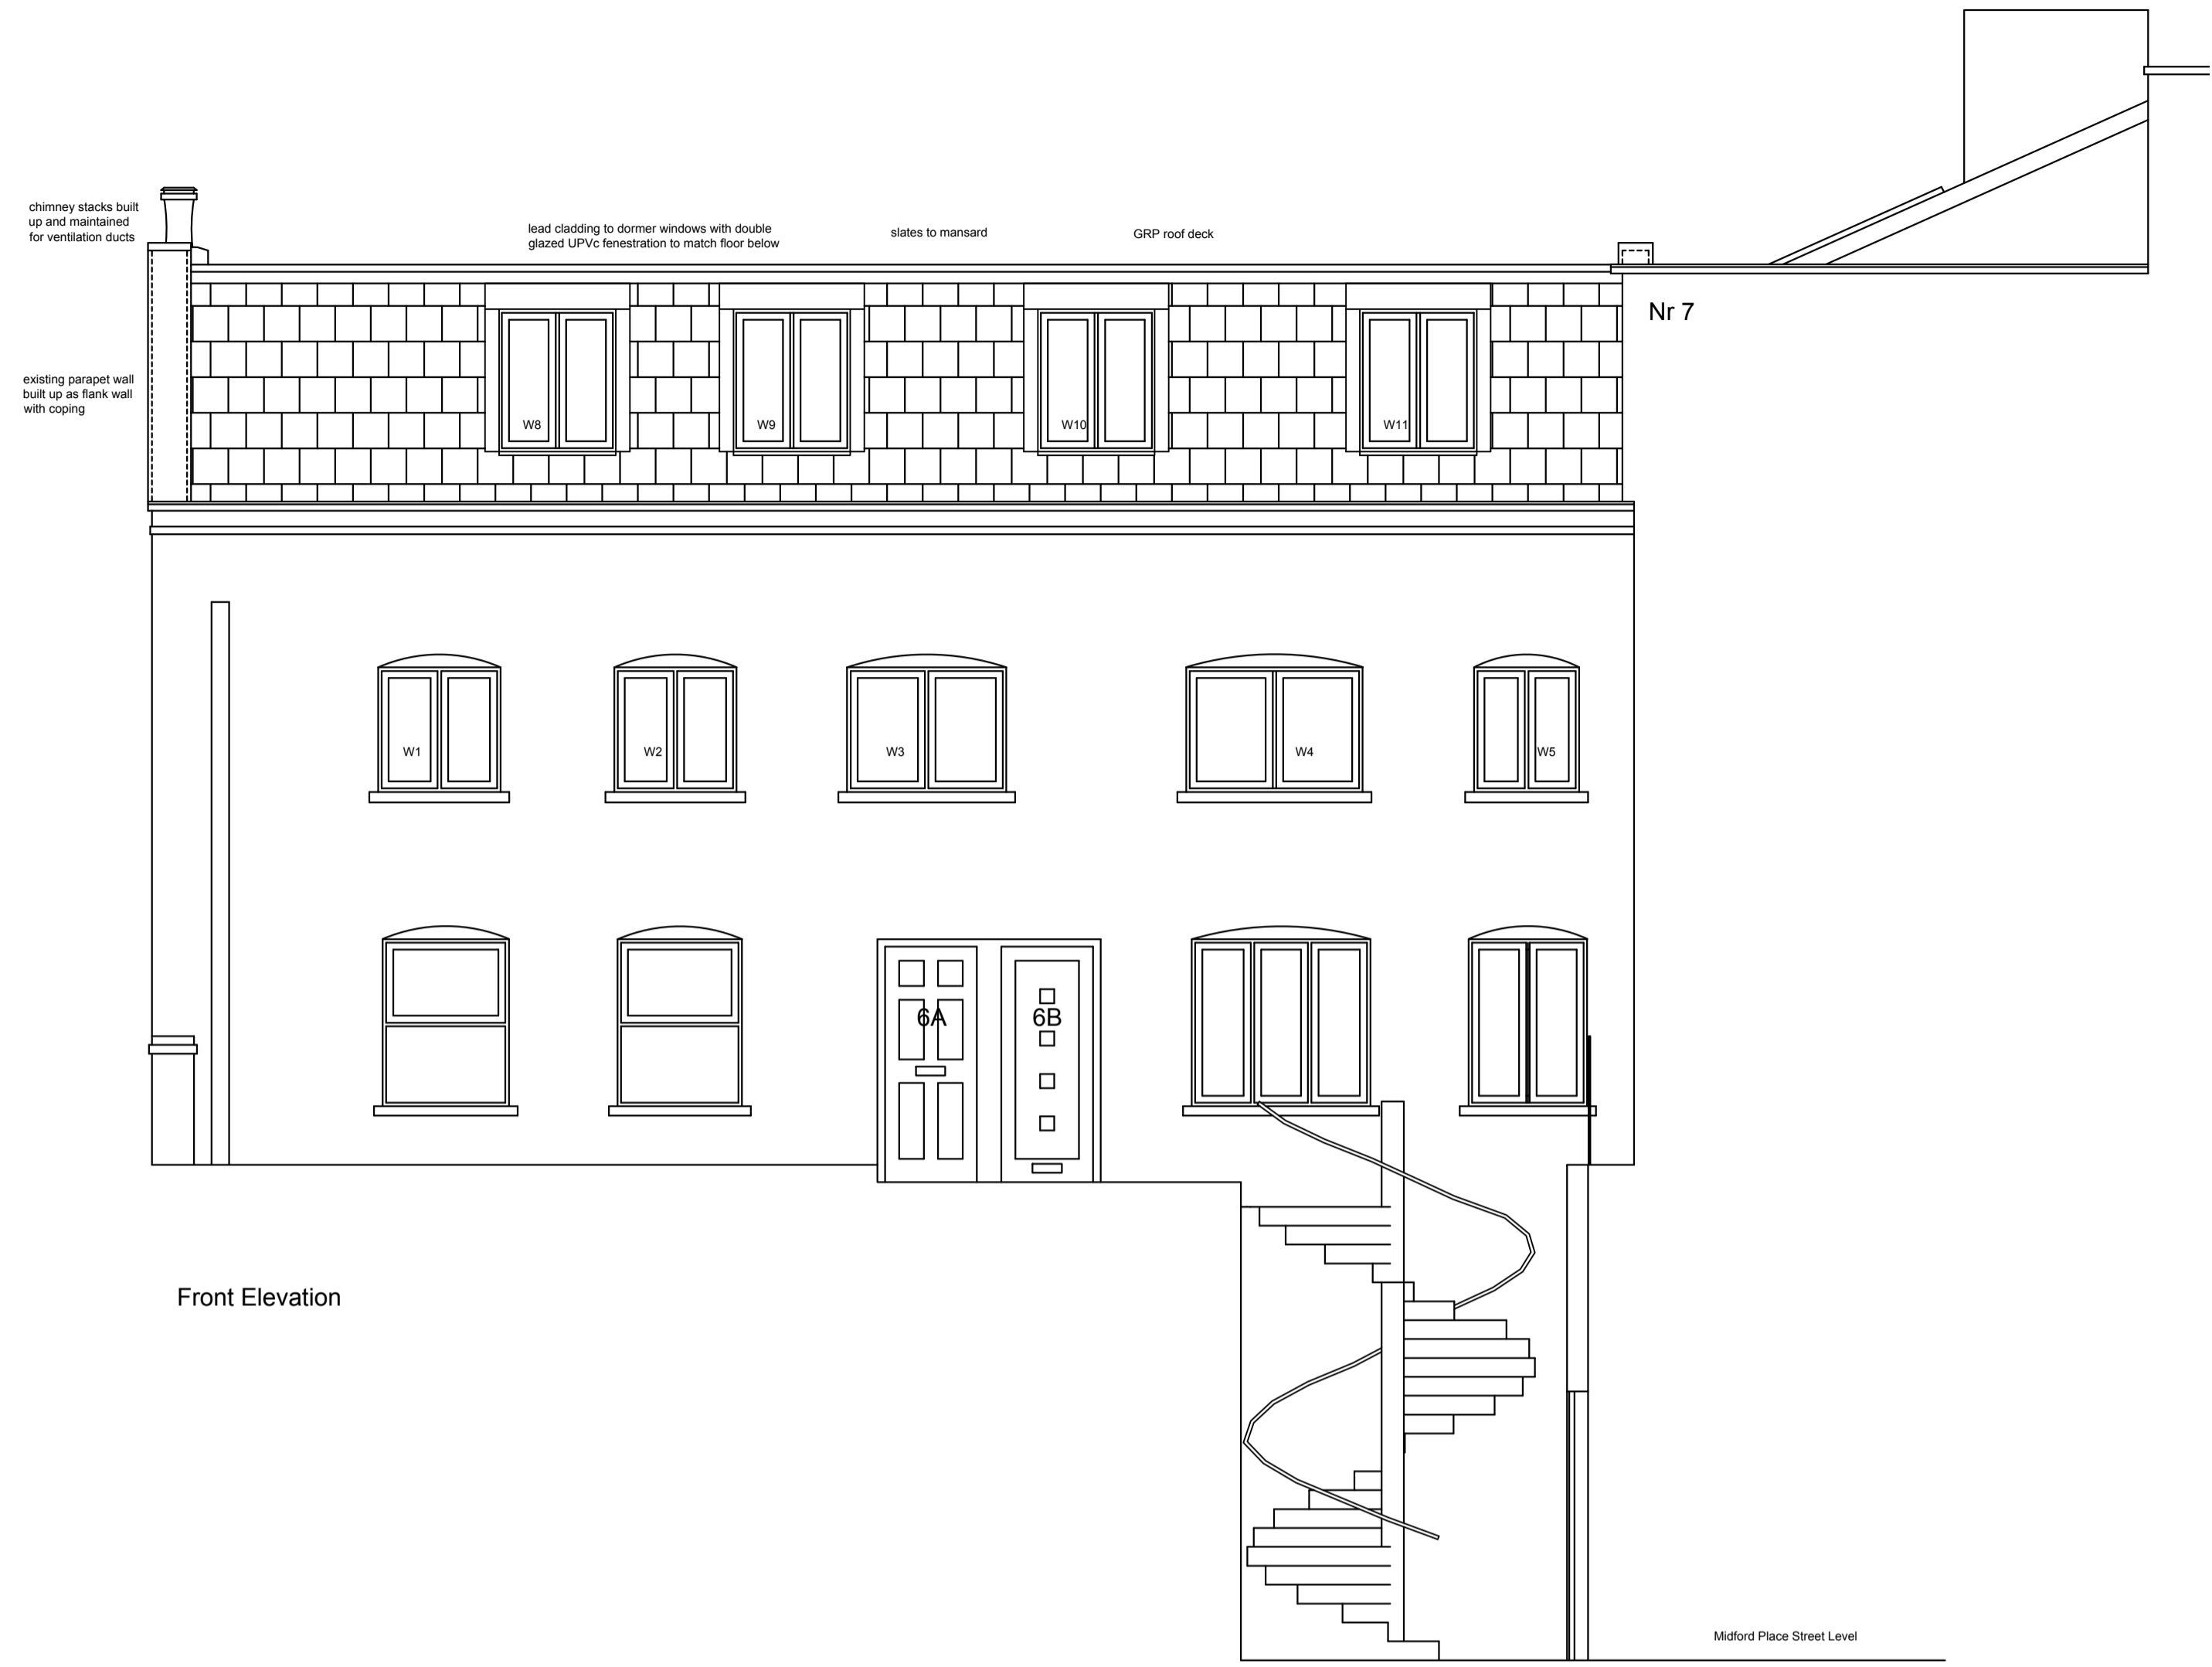 chimney stacks built
up and maintained
for ventilation ducts
lead cladding to dormer windows with double
glazed UPVc fenestration to match floor below
slates to mansard
GRP roof deck
Nr 7
existing parapet wall
built up as flank wall
with coping
W8
W9
W10
W11
W1
W2
W3
W4
W5
6A
6B
Front Elevation
Midford Place Street Level